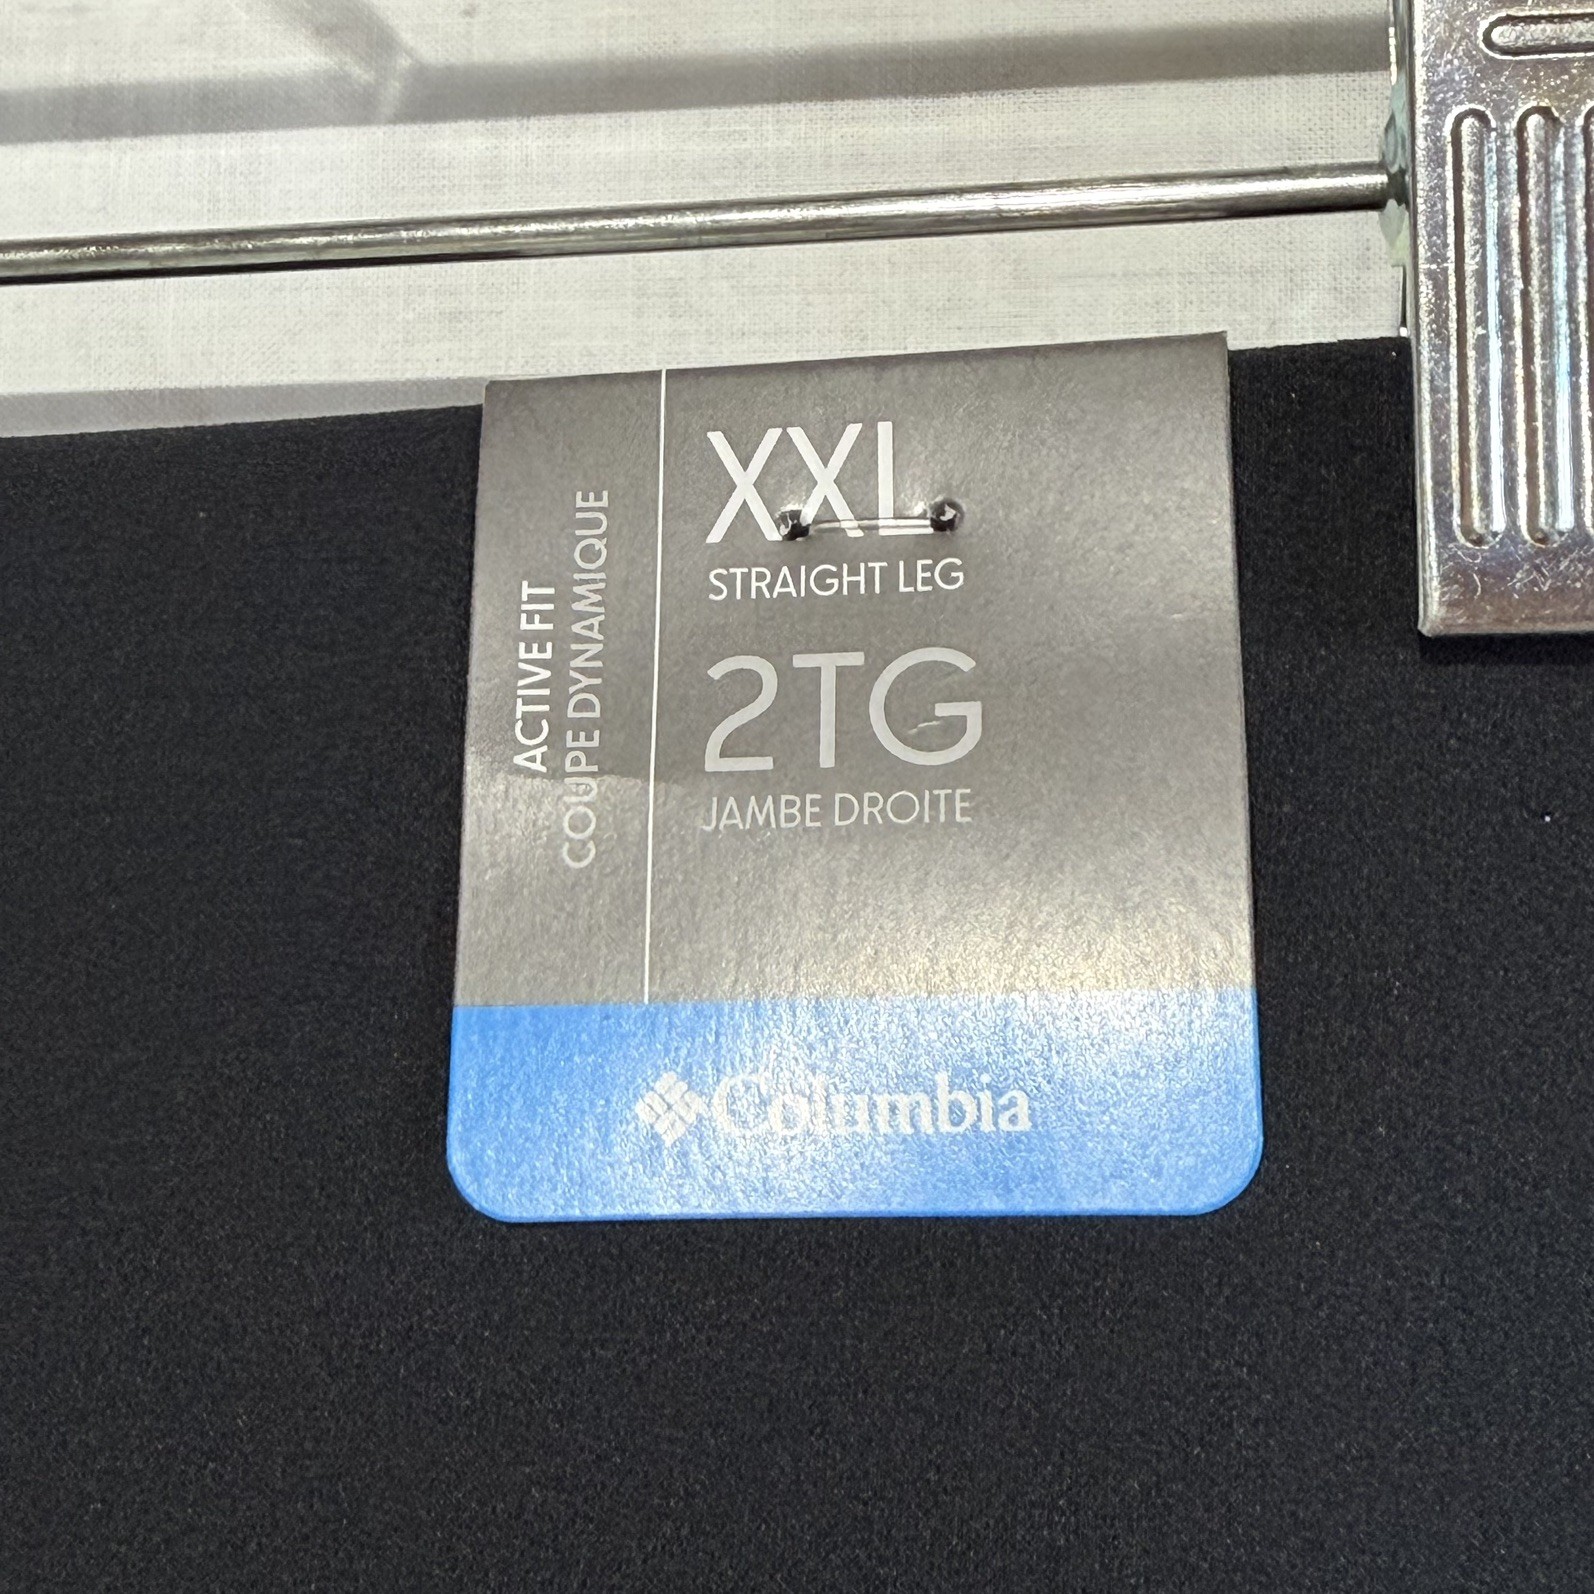 ACTIVE FIT
COUPE DYNAMIQUE
XXL
STRAIGHT LEG
2TG
JAMBE DROITE
Columbia